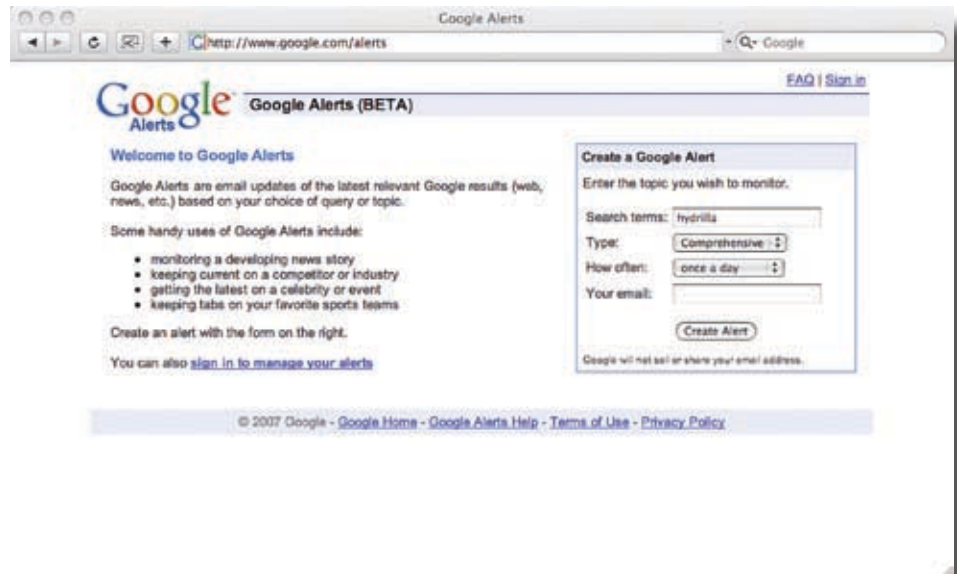 Google Alerts
http://www.google.com/alerts
Google
FAQ | Sign in
Google
Alerts
Google Alerts (BETA)
Welcome to Google Alerts
Google Alerts are email updates of the latest relevant Google results (web,
news, etc.) based on your choice of query or topic.
Some handy uses of Google Alerts include:
• monitoring a developing news story
• keeping current on a competitor or industry
• getting the latest on a celebrity or event
• keeping tabs on your favorite sports teams
Create an alert with the form on the right.
You can also sign in to manage your alerts
Create a Google Alert
Enter the topic you wish to monitor.
Search terms: hydrilla
Type: Comprehensive
How often: once a day
Your email:
Create Alert
Google will not sell or share your email address.
© 2007 Google - Google Home - Google Alerts Help - Terms of Use - Privacy Policy